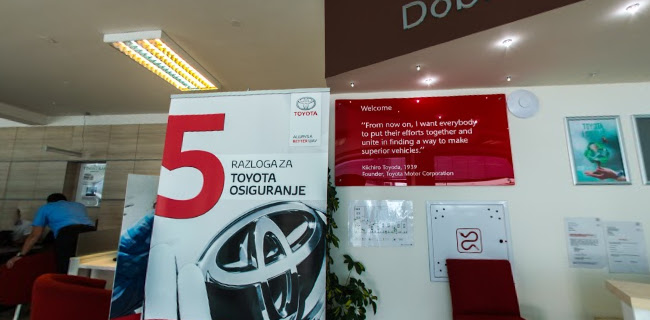 Dob
5
RAZLOGA ZA
TOYOTA
OSIGURANJE
TOYOTA
ALWAYS A
BETTER WAY
Welcome
"From now on, I want everybody
to put their efforts together and
unite in finding a way to make
superior vehicles."
Kiichiro Toyoda, 1939
Founder, Toyota Motor Corporation
TOYOTA